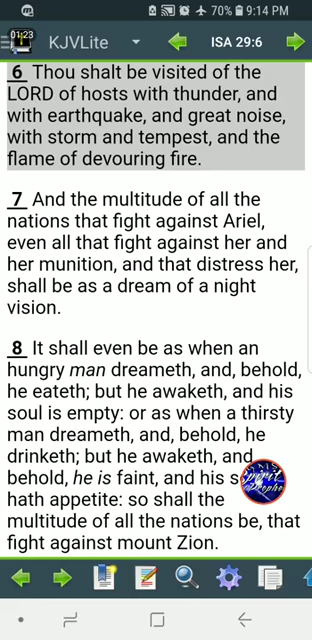 70% 9:14 PM
01:23
KJVLite
ISA 29:6
6 Thou shalt be visited of the
LORD of hosts with thunder, and
with earthquake, and great noise,
with storm and tempest, and the
flame of devouring fire.
7 And the multitude of all the
nations that fight against Ariel,
even all that fight against her and
her munition, and that distress her,
shall be as a dream of a night
vision.
8 It shall even be as when an
hungry man dreameth, and, behold,
he eateth; but he awaketh, and his
soul is empty: or as when a thirsty
man dreameth, and, behold, he
drinketh; but he awaketh, and
behold, he is faint, and his s
hath appetite: so shall the
multitude of all the nations be, that
fight against mount Zion.